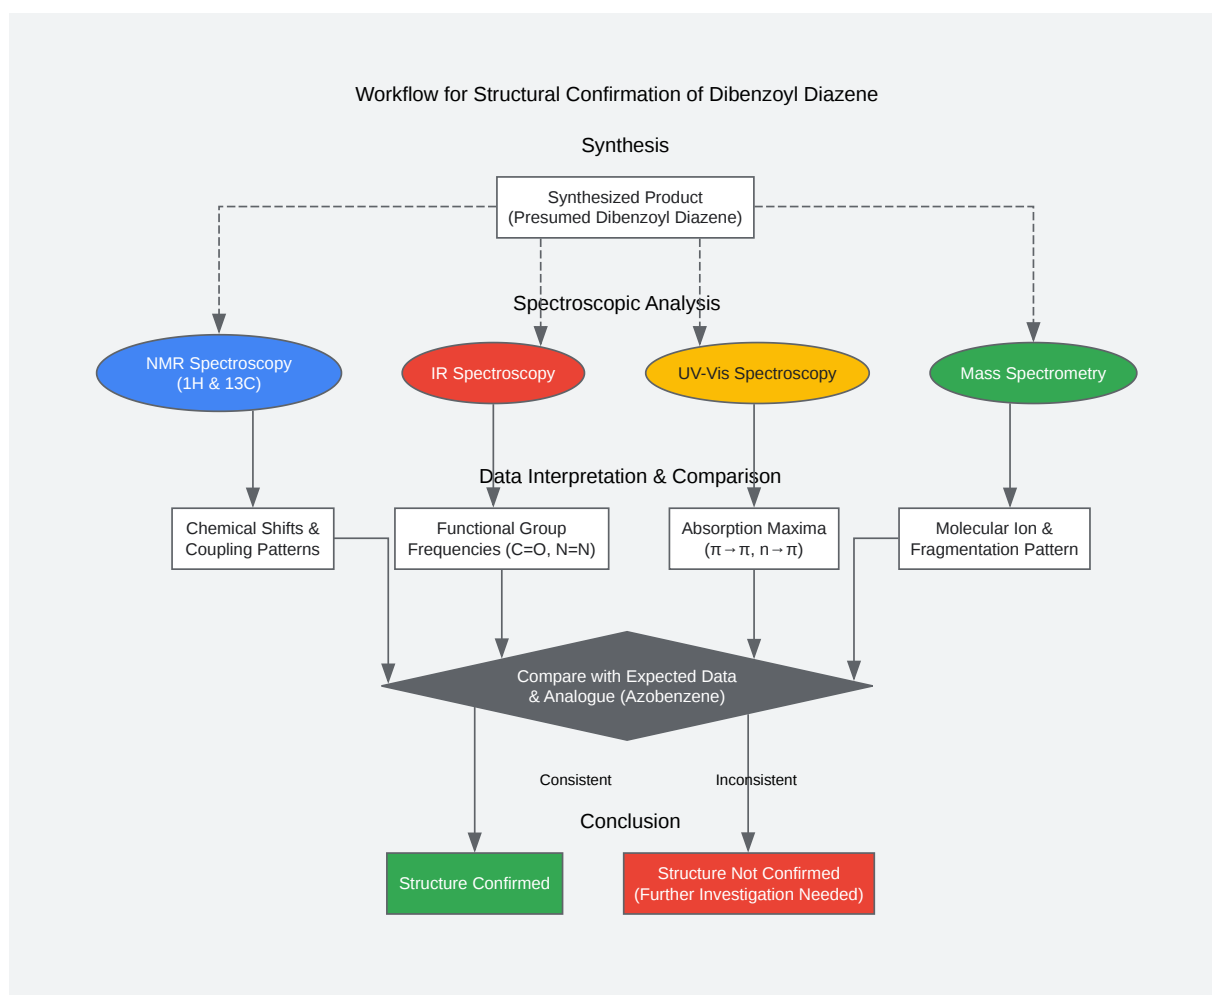 Workflow for Structural Confirmation of Dibenzoyl Diazene
Synthesis
Synthesized Product
(Presumed Dibenzoyl Diazene)
Spectroscopic Analysis
NMR Spectroscopy
(1H & 13C)
IR Spectroscopy
UV-Vis Spectroscopy
Mass Spectrometry
Data Interpretation & Comparison
Chemical Shifts &
Coupling Patterns
Functional Group
Frequencies (C=O, N=N)
Absorption Maxima
(π→π, n→π)
Molecular Ion &
Fragmentation Pattern
Compare with Expected Data
& Analogue (Azobenzene)
Consistent
Inconsistent
Conclusion
Structure Confirmed
Structure Not Confirmed
(Further Investigation Needed)